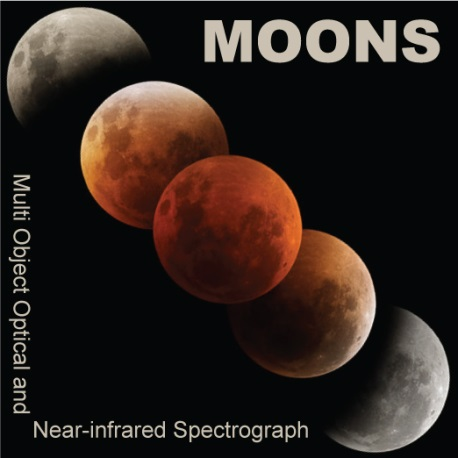 MOONS
Multi Object Optical and
Near-infrared Spectrograph